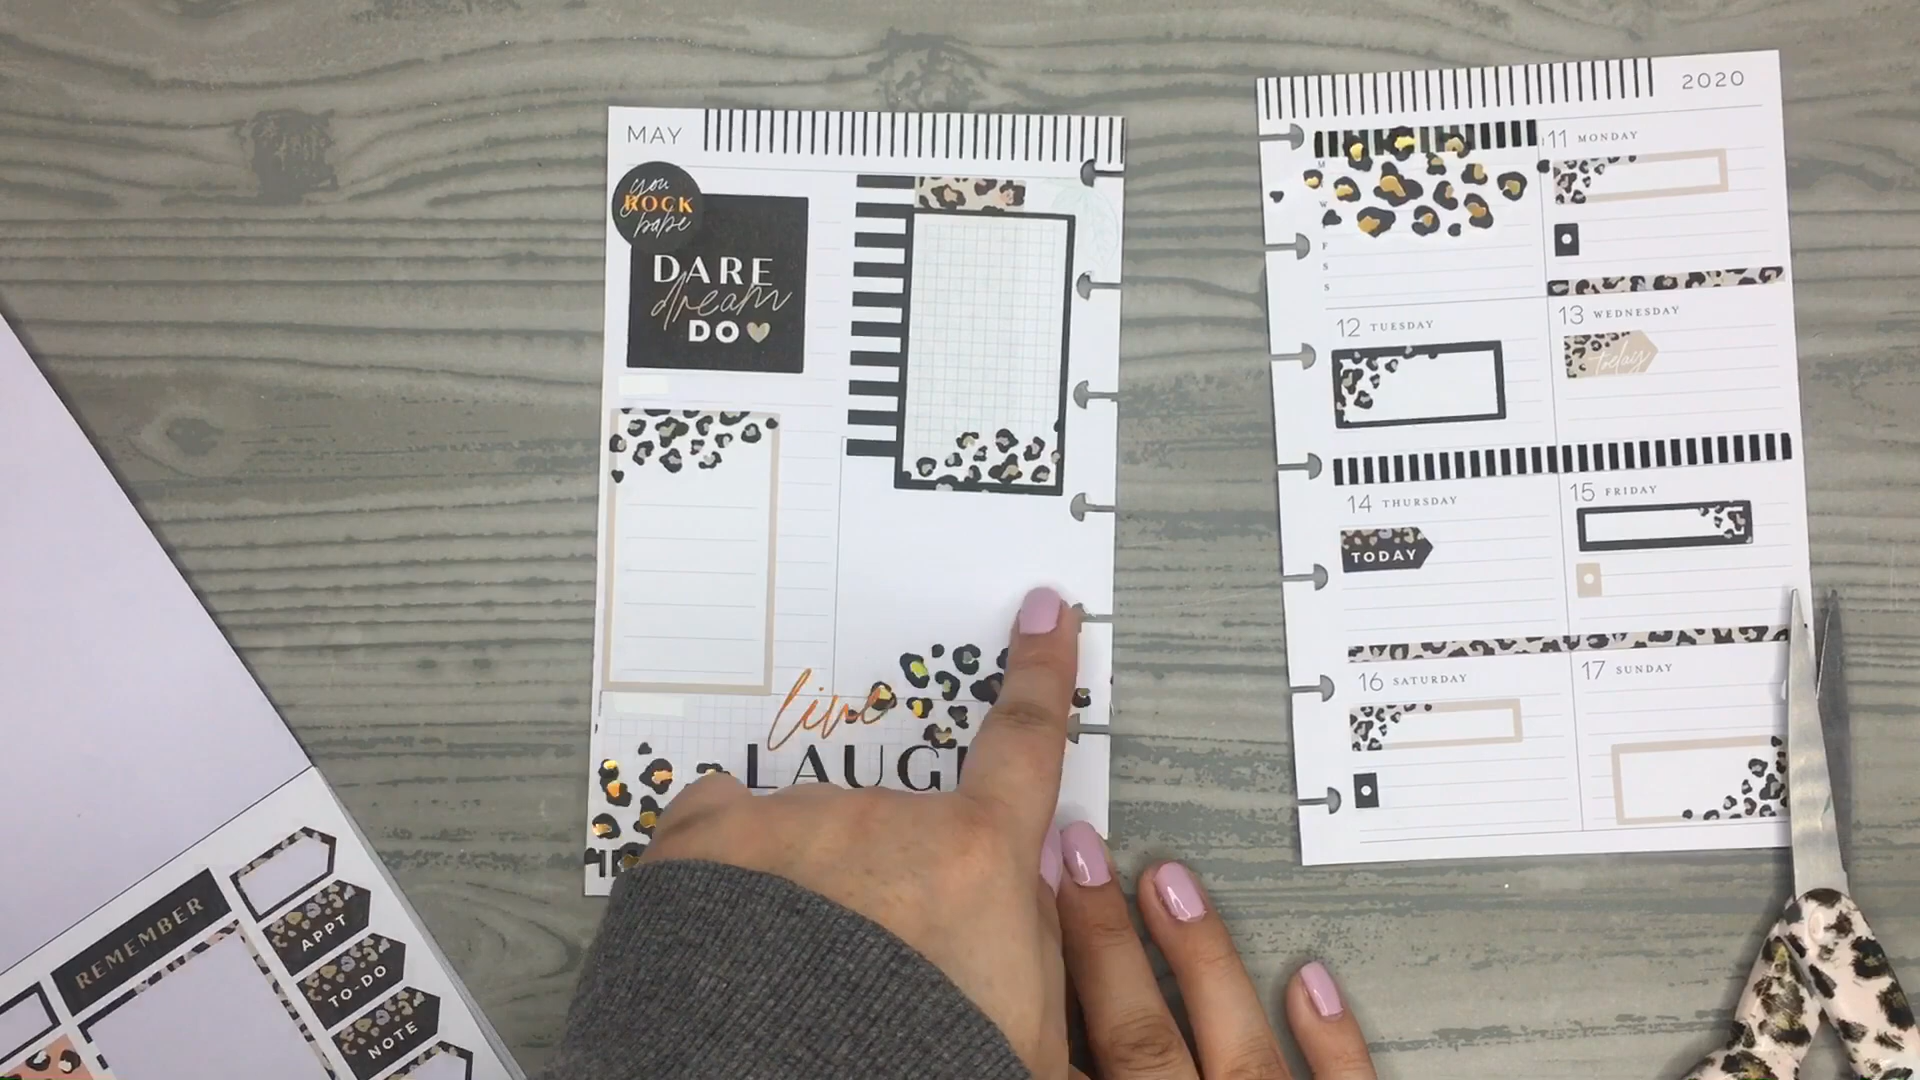 MAY
you
ROCK
babe
DARE
dream
DO
live
LAUGH
2020
M
W
F
S
S
11 MONDAY
12 TUESDAY
13 WEDNESDAY
today
14 THURSDAY
TODAY
15 FRIDAY
16 SATURDAY
17 SUNDAY
REMEMBER
APPT
TO-DO
NOTE